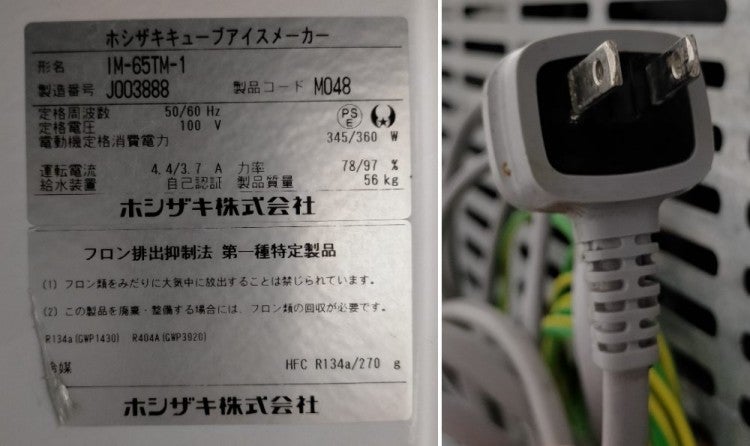 ホシザキキューブアイスメーカー
形名 IM-65TM-1
製造番号 J003888 製品コード M048
定格周波数 50/60 Hz
定格電圧 100 V
PS E
電動機定格消費電力 345/360 W
運転電流 4.4/3.7 A 力率 78/97 %
給水装置 自己認証 製品質量 56 kg
ホシザキ株式会社
フロン排出抑制法 第一種特定製品
(1) フロン類をみだりに大気中に放出することは禁じられています。
(2) この製品を廃棄・整備する場合には、フロン類の回収が必要です。
R134a(GWP1430) R404A(GWP3920)
冷媒 HFC R134a/270 g
ホシザキ株式会社